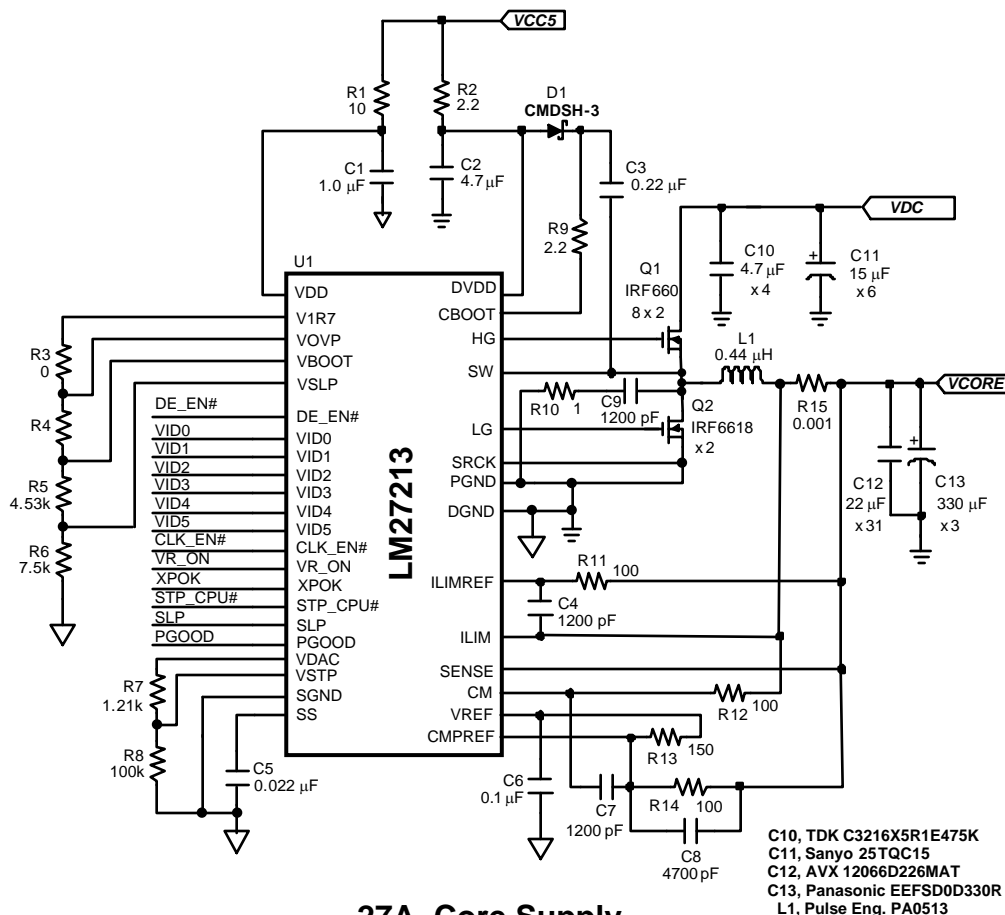 VCC5
R1
10
R2
2.2
D1
CMDSH-3
C1
1.0 µF
C2
4.7 µF
C3
0.22 µF
R9
2.2
VDC
C10
4.7 µF
x 4
C11
15 µF
x 6
Q1
IRF660
8 x 2
U1
LM27213
VDD
V1R7
VOVP
VBOOT
VSLP
DE_EN#
VID0
VID1
VID2
VID3
VID4
VID5
CLK_EN#
VR_ON
XPOK
STP_CPU#
SLP
PGOOD
VDAC
VSTP
SGND
SS
DVDD
CBOOT
HG
SW
LG
SRCK
PGND
DGND
ILIMREF
ILIM
SENSE
CM
VREF
CMPREF
R3
0
R4
R5
4.53k
R6
7.5k
DE_EN#
VID0
VID1
VID2
VID3
VID4
VID5
CLK_EN#
VR_ON
XPOK
STP_CPU#
SLP
PGOOD
R7
1.21k
R8
100k
C5
0.022 µF
L1
0.44 µH
R10
1
C9
1200 pF
Q2
IRF6618
x 2
R15
0.001
VCORE
C12
22 µF
x 31
C13
330 µF
x 3
R11
100
C4
1200 pF
R12
100
R13
150
C6
0.1 µF
C7
1200 pF
R14
100
C8
4700 pF
C10, TDK C3216X5R1E475K
C11, Sanyo 25TQC15
C12, AVX 12066D226MAT
C13, Panasonic EEFSD0D330R
L1, Pulse Eng. PA0513
27A Core Supply